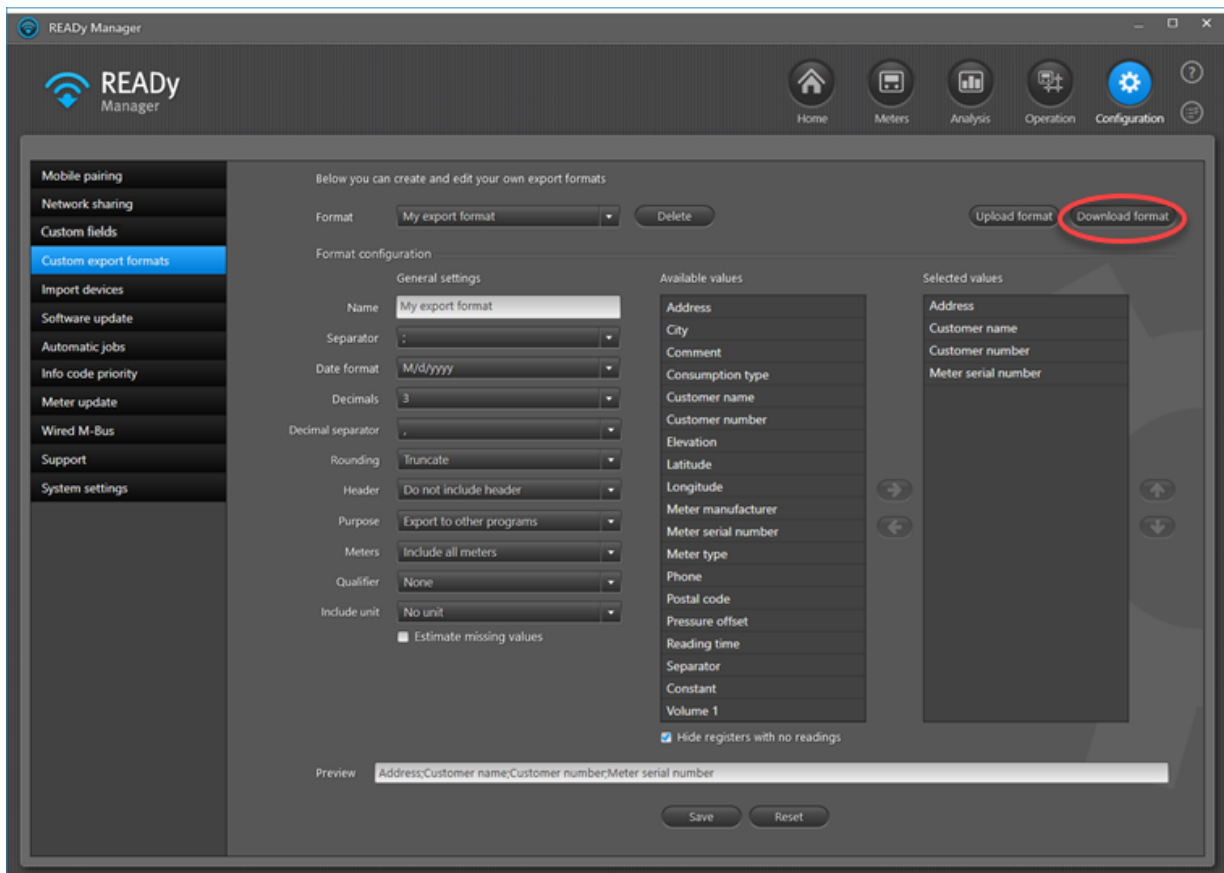 READy Manager
READy
Manager
Home
Meters
Analysis
Operation
Configuration
Mobile pairing
Network sharing
Custom fields
Custom export formats
Import devices
Software update
Automatic jobs
Info code priority
Meter update
Wired M-Bus
Support
System settings
Below you can create and edit your own export formats
Format My export format Delete Upload format Download format
Format configuration
General settings
Name My export format
Separator ;
Date format M/d/yyyy
Decimals 3
Decimal separator
Rounding Truncate
Header Do not include header
Purpose Export to other programs
Meters Include all meters
Qualifier None
Include unit No unit
Estimate missing values
Available values
Address
City
Comment
Consumption type
Customer name
Customer number
Elevation
Latitude
Longitude
Meter manufacturer
Meter serial number
Meter type
Phone
Postal code
Pressure offset
Reading time
Separator
Constant
Volume 1
Hide registers with no readings
Selected values
Address
Customer name
Customer number
Meter serial number
Preview Address;Customer name;Customer number;Meter serial number
Save Reset